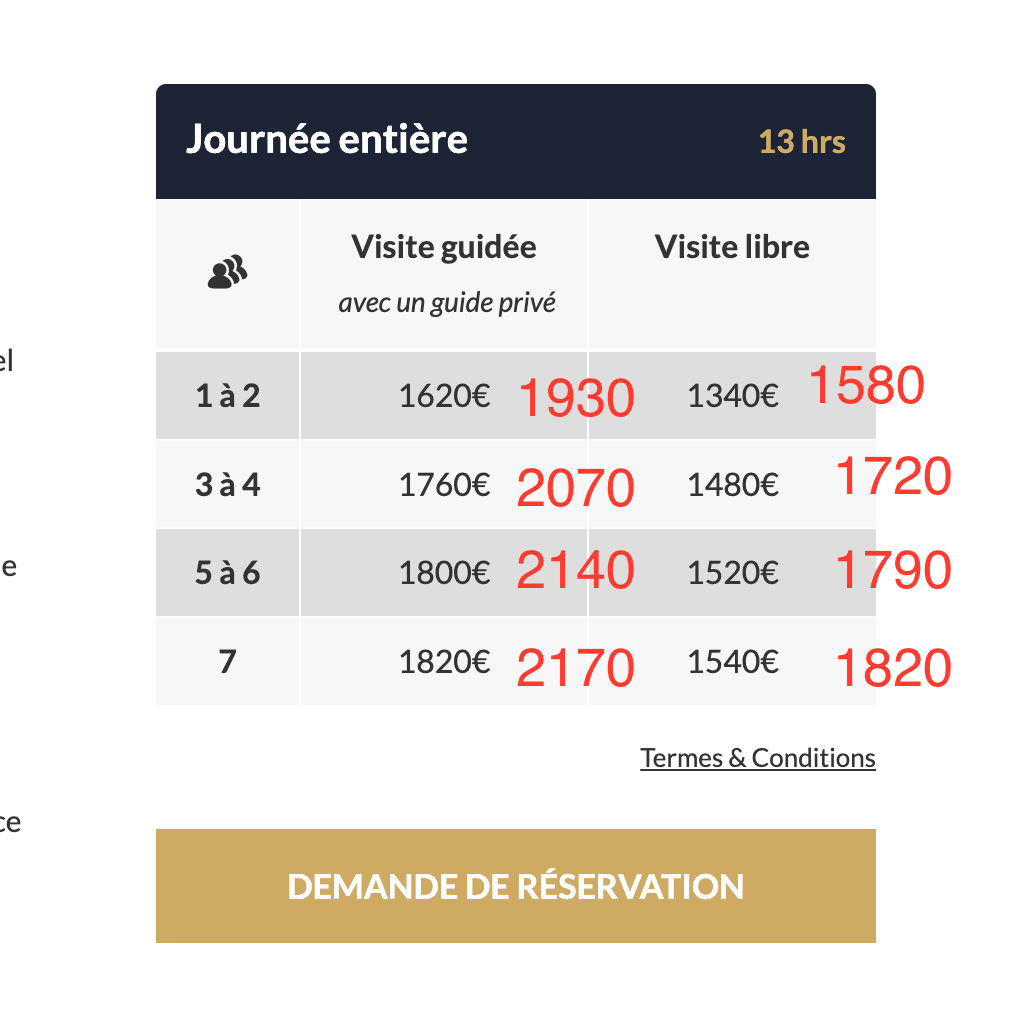 Journée entière 13 hrs
Visite guidée Visite libre
avec un guide privé
el
1 à 2 1620€ 1930 1340€ 1580
3 à 4 1760€ 2070 1480€ 1720
e
5 à 6 1800€ 2140 1520€ 1790
7 1820€ 2170 1540€ 1820
Termes & Conditions
ce
DEMANDE DE RÉSERVATION